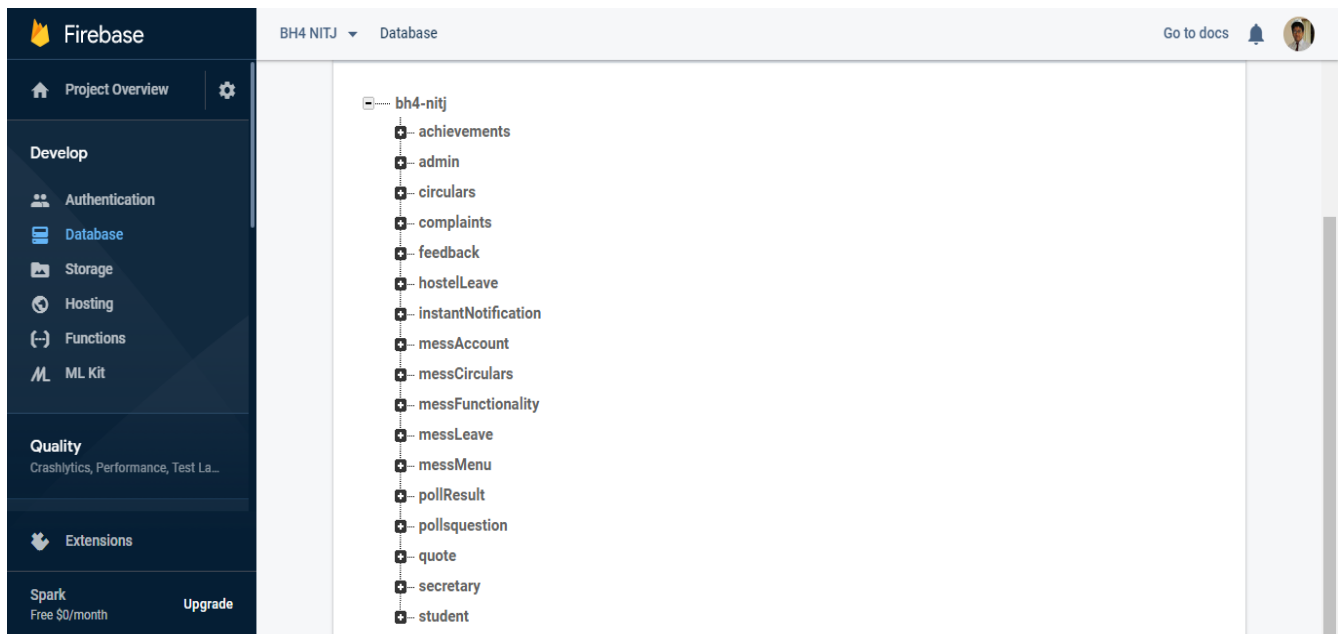 Firebase
Project Overview
Develop
Authentication
Database
Storage
Hosting
Functions
ML Kit
Quality
Crashlytics, Performance, Test La...
Extensions
Spark
Free $0/month
Upgrade
BH4 NITJ
Database
Go to docs
bh4-nitj
achievements
admin
circulars
complaints
feedback
hostelLeave
instantNotification
messAccount
messCirculars
messFunctionality
messLeave
messMenu
pollResult
pollsquestion
quote
secretary
student